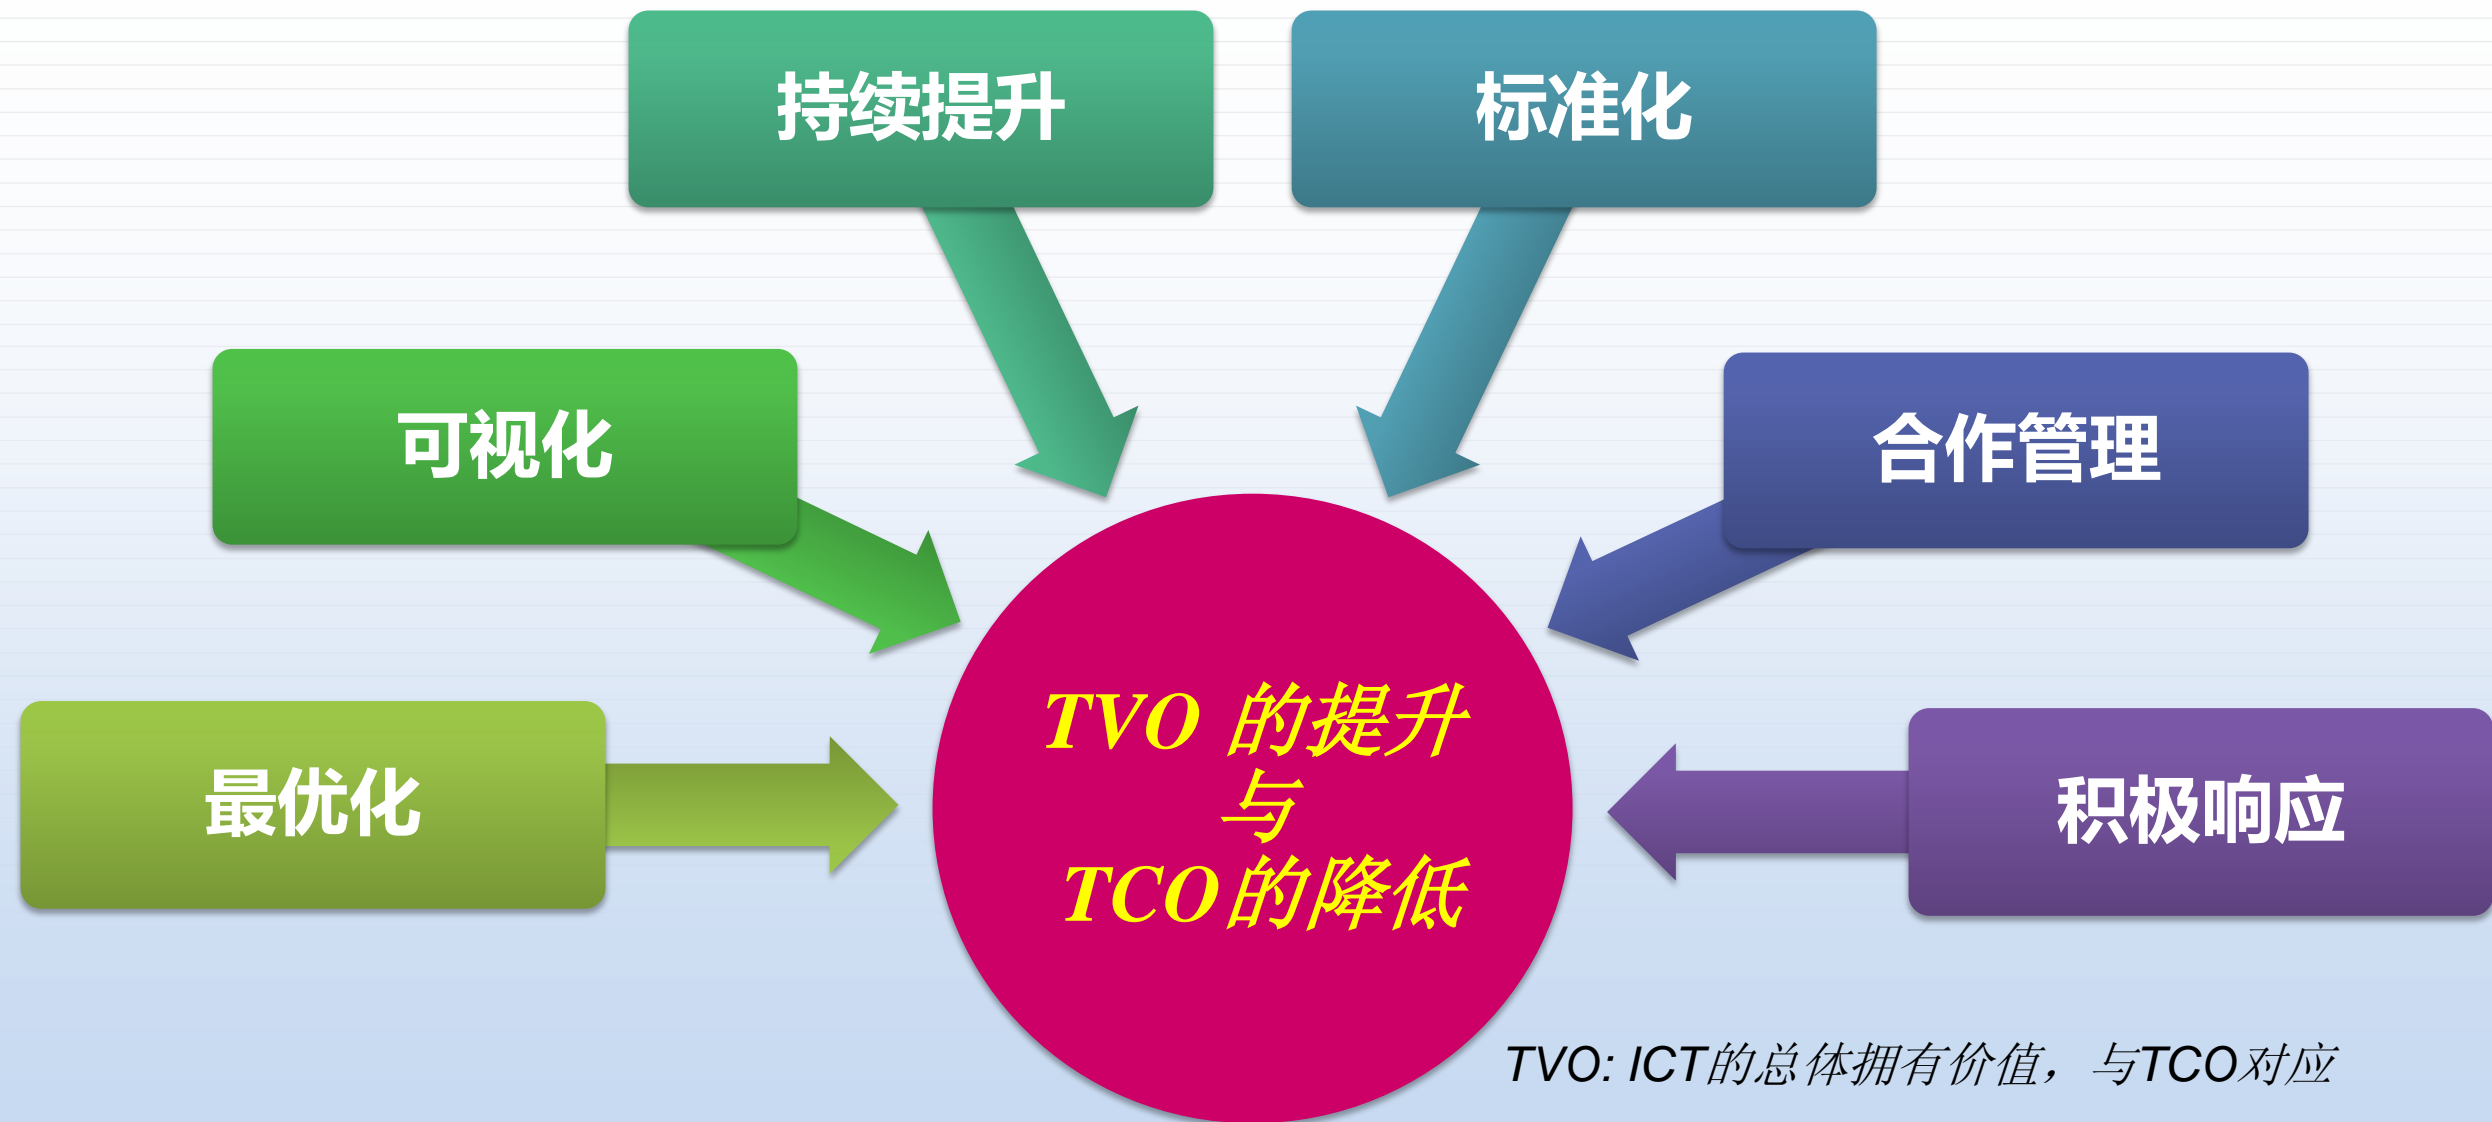 持续提升
标准化
可视化
合作管理
最优化
积极响应
TVO 的提升
与
TCO的降低
TVO: ICT的总体拥有价值，与TCO对应